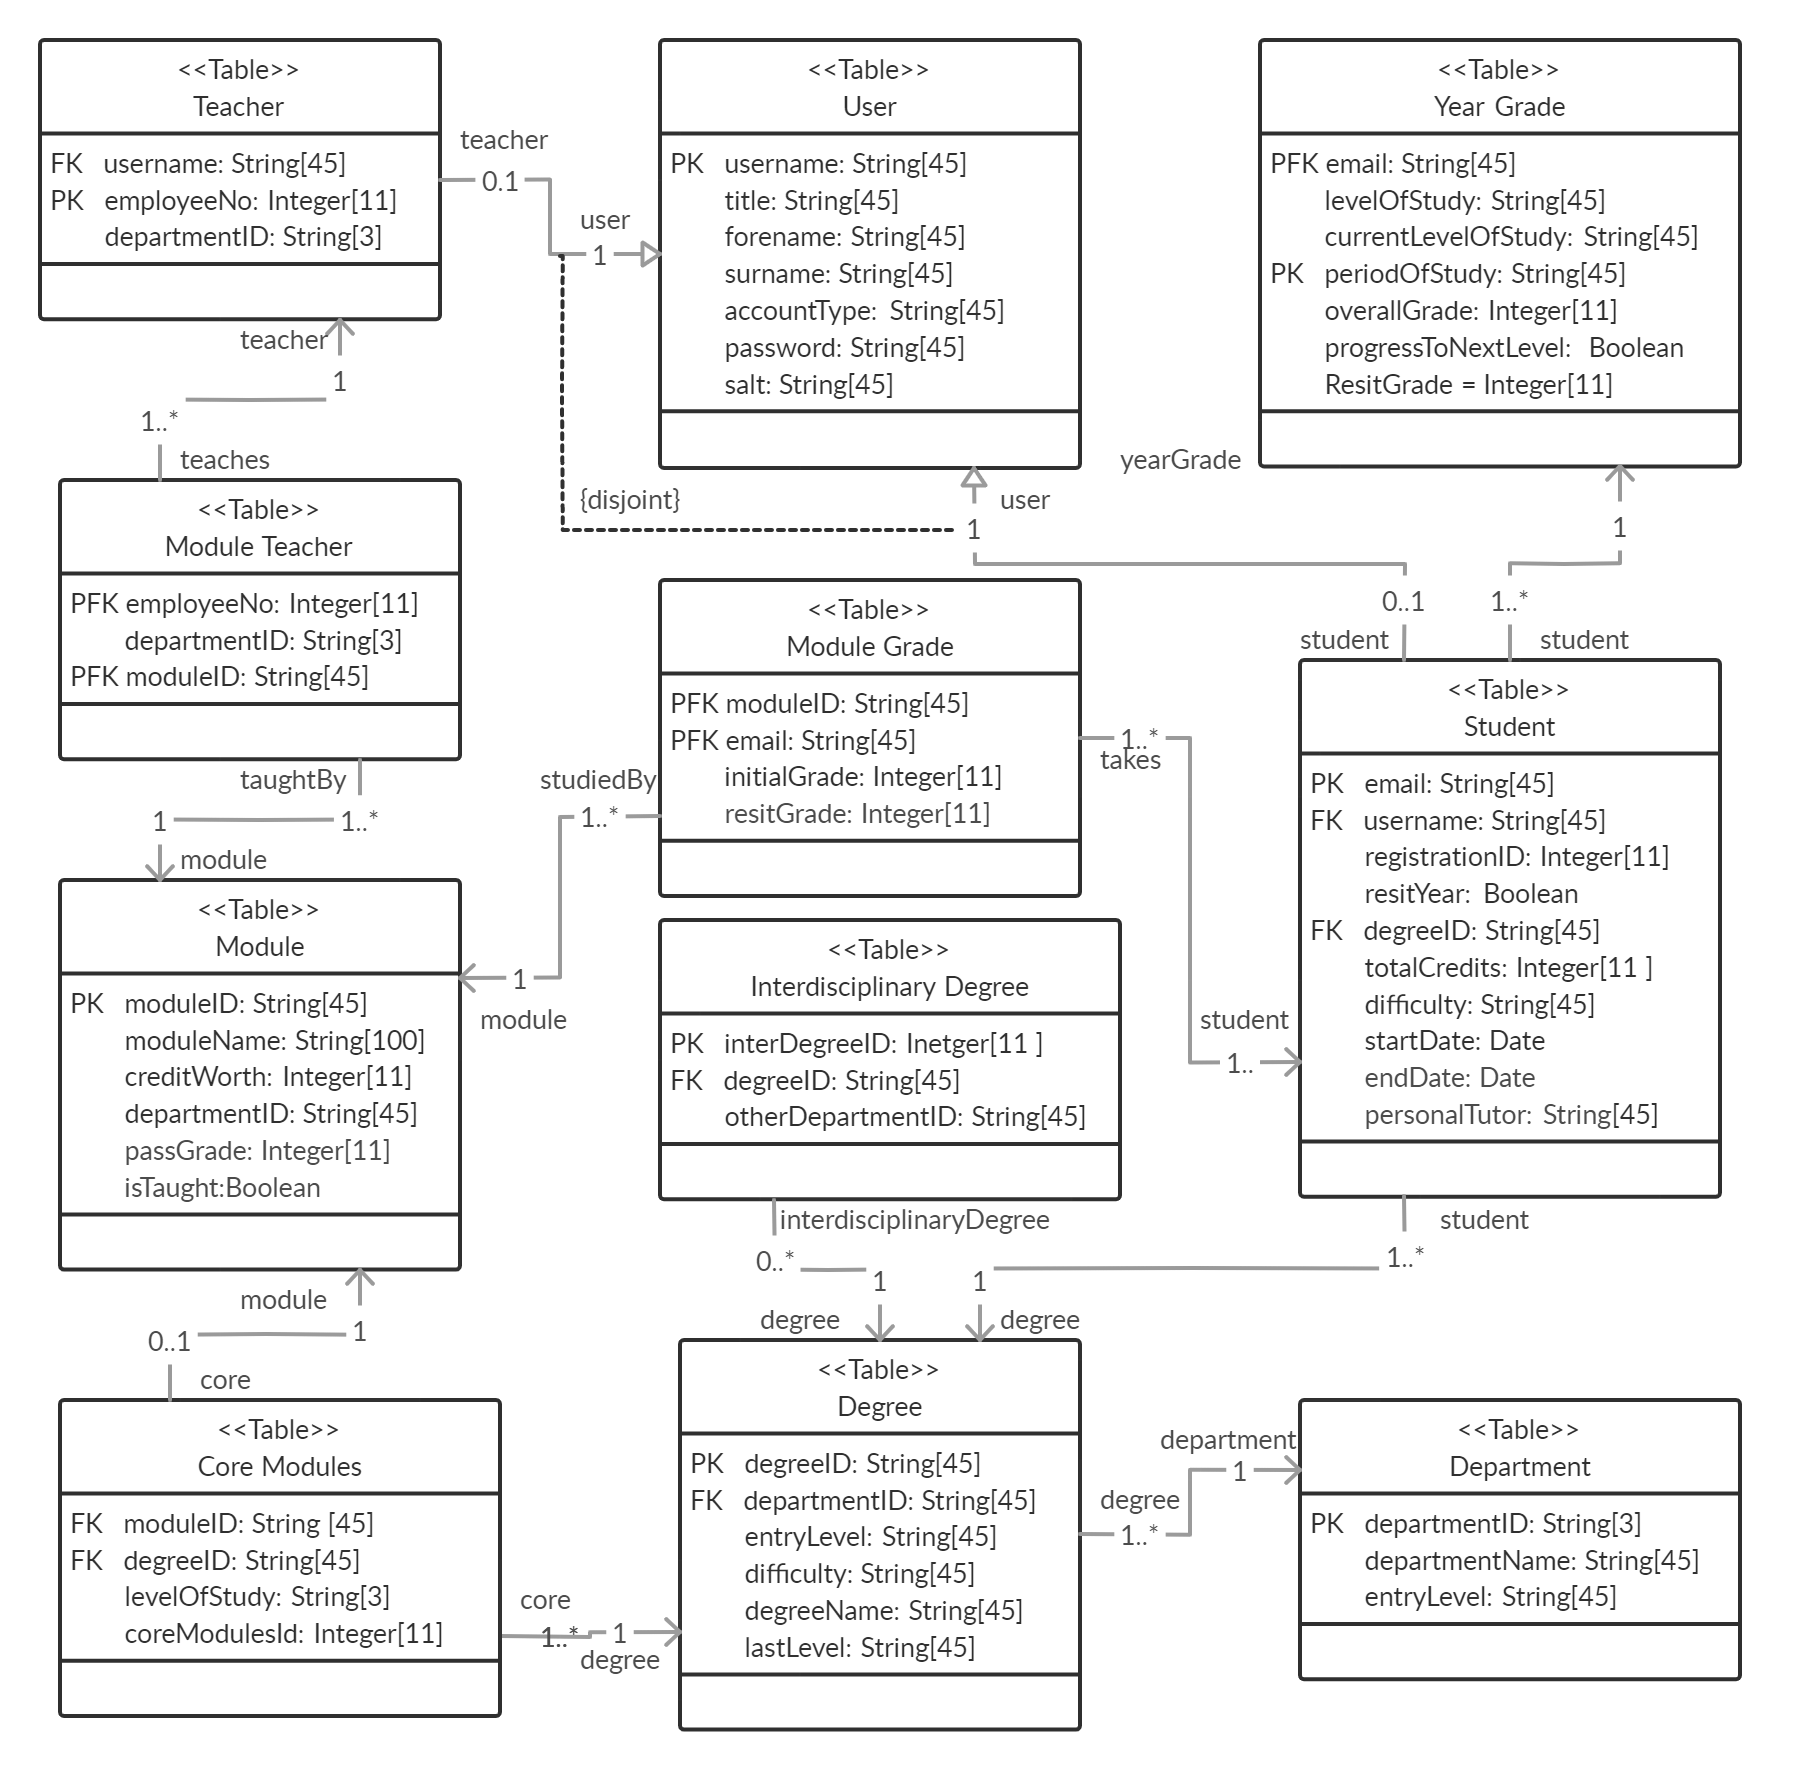 <<Table>>
Teacher
FK username: String[45]
PK employeeNo: Integer[11]
departmentID: String[3]
teacher
0.1
user
1
<<Table>>
User
PK username: String[45]
title: String[45]
forename: String[45]
surname: String[45]
accountType: String[45]
password: String[45]
salt: String[45]
<<Table>>
Year Grade
PFK email: String[45]
levelOfStudy: String[45]
currentLevelOfStudy: String[45]
PK periodOfStudy: String[45]
overallGrade: Integer[11]
progressToNextLevel: Boolean
ResitGrade = Integer[11]
teacher
1
1..*
teaches
{disjoint}
user
1
yearGrade
1
0..1
1..*
student
student
<<Table>>
Module Teacher
PFK employeeNo: Integer[11]
departmentID: String[3]
PFK moduleID: String[45]
<<Table>>
Module Grade
PFK moduleID: String[45]
PFK email: String[45]
initialGrade: Integer[11]
resitGrade: Integer[11]
1..*
takes
<<Table>>
Student
PK email: String[45]
FK username: String[45]
registrationID: Integer[11]
resitYear: Boolean
FK degreeID: String[45]
totalCredits: Integer[11 ]
difficulty: String[45]
startDate: Date
endDate: Date
personalTutor: String[45]
taughtBy
1
1..*
module
studiedBy
1..*
1
module
student
1..
<<Table>>
Module
PK moduleID: String[45]
moduleName: String[100]
creditWorth: Integer[11]
departmentID: String[45]
passGrade: Integer[11]
isTaught:Boolean
<<Table>>
Interdisciplinary Degree
PK interDegreeID: Inetger[11 ]
FK degreeID: String[45]
otherDepartmentID: String[45]
interdisciplinaryDegree
0..*
1
degree
student
1..*
1
degree
module
0..1
1
core
<<Table>>
Core Modules
FK moduleID: String [45]
FK degreeID: String[45]
levelOfStudy: String[3]
coreModulesId: Integer[11]
core
1..*
1
degree
<<Table>>
Degree
PK degreeID: String[45]
FK departmentID: String[45]
entryLevel: String[45]
difficulty: String[45]
degreeName: String[45]
lastLevel: String[45]
department
1
degree
1..*
<<Table>>
Department
PK departmentID: String[3]
departmentName: String[45]
entryLevel: String[45]